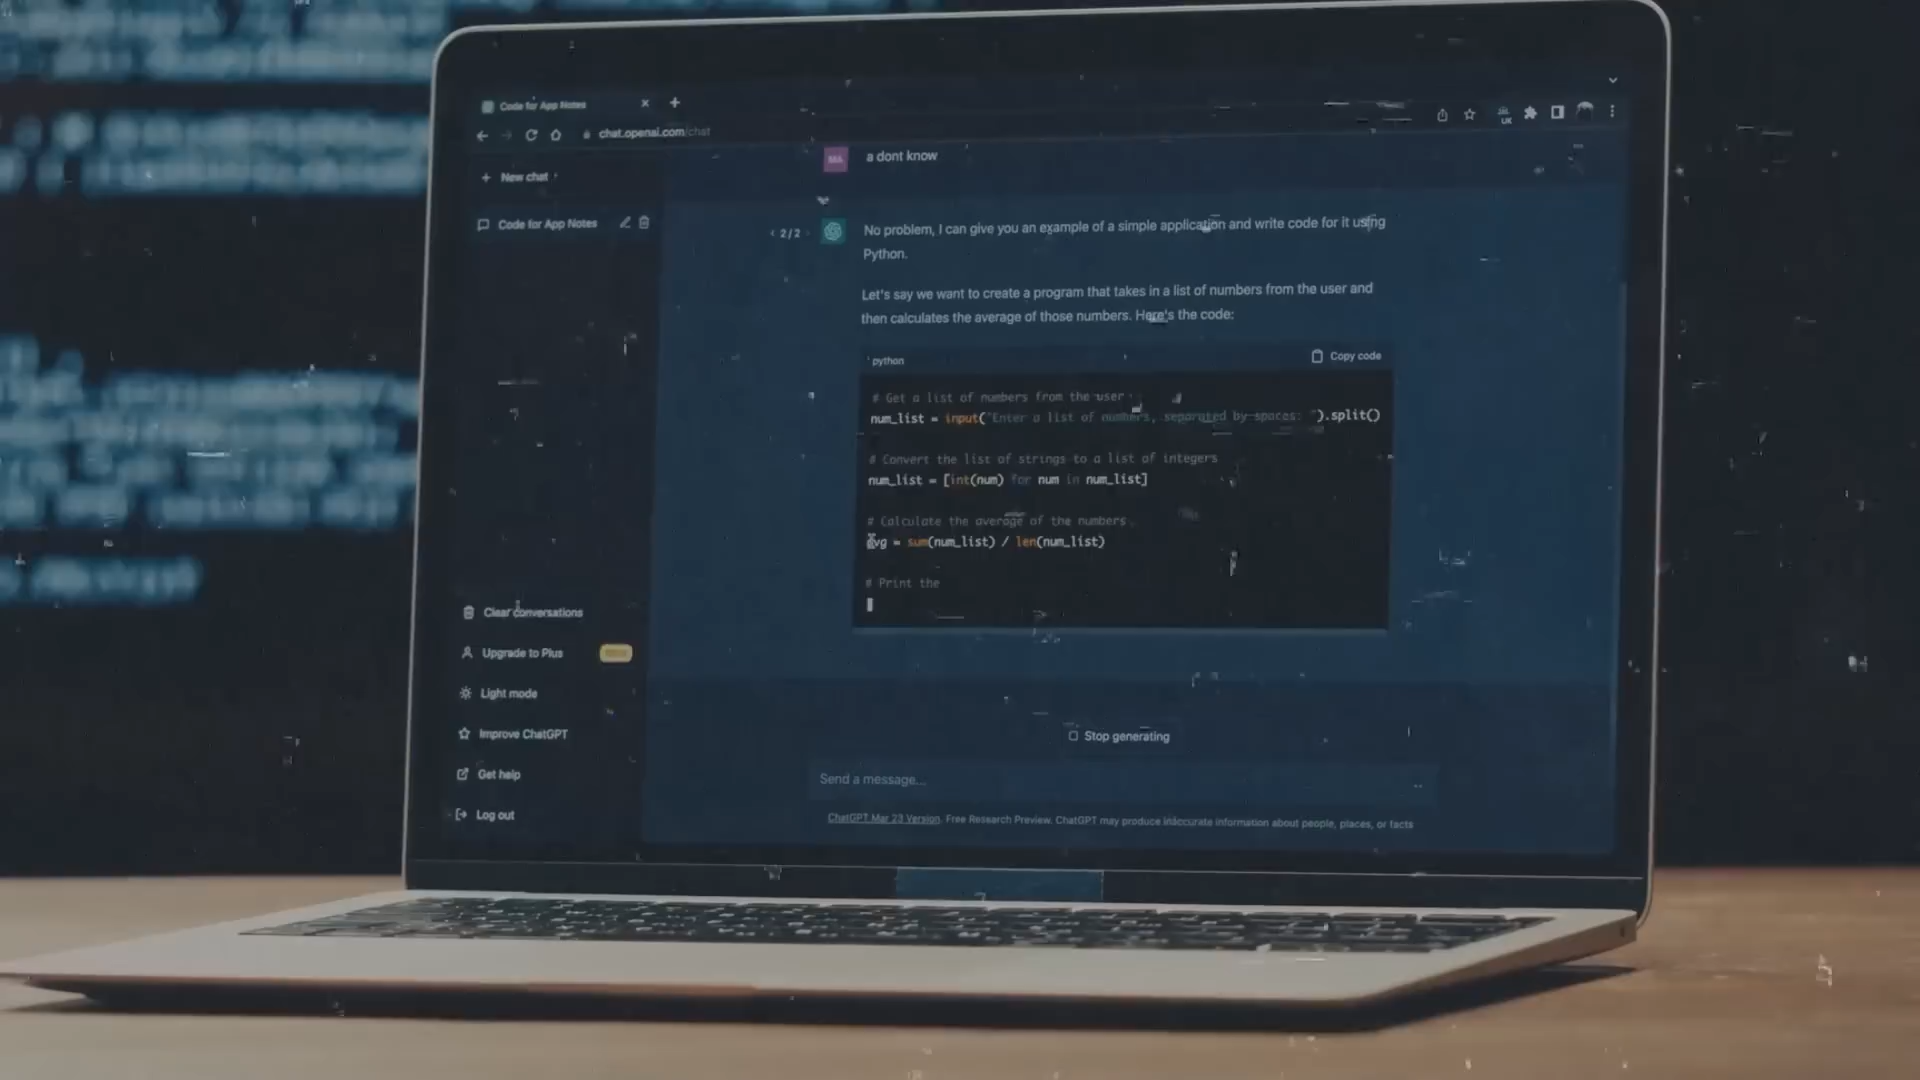 Code for App Notes
chat.openai.com/chat
UK
+ New chat
Code for App Notes
MA
a dont know
2/2
No problem, I can give you an example of a simple application and write code for it using
Python.
Let's say we want to create a program that takes in a list of numbers from the user and
then calculates the average of those numbers. Here's the code:
python
Copy code
# Get a list of numbers from the user
num_list = input("Enter a list of numbers, separated by spaces: ").split()
# Convert the list of strings to a list of integers
num_list = [int(num) for num in num_list]
# Calculate the average of the numbers
avg = sum(num_list) / len(num_list)
# Print the
Clear conversations
Upgrade to Plus
Light mode
Improve ChatGPT
Get help
Log out
Stop generating
Send a message...
ChatGPT Mar 23 Version. Free Research Preview. ChatGPT may produce inaccurate information about people, places, or facts